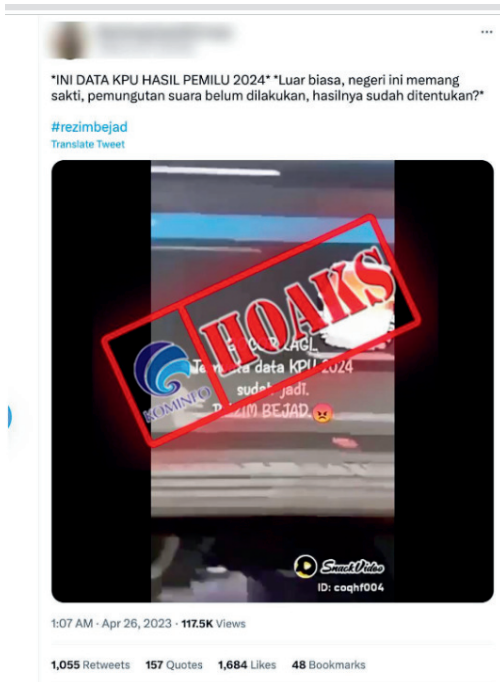 *INI DATA KPU HASIL PEMILU 2024* *Luar biasa, negeri ini memang
sakti, pemungutan suara belum dilakukan, hasilnya sudah ditentukan?*
#rezimbejad
Translate Tweet
HOAKS
KOMINFO
LAGI..
data KPU 2024
sudah jadi.
BEJAD.
SnackVideo
ID: coqhf004
1:07 AM · Apr 26, 2023 · 117.5K Views
1,055 Retweets 157 Quotes 1,684 Likes 48 Bookmarks